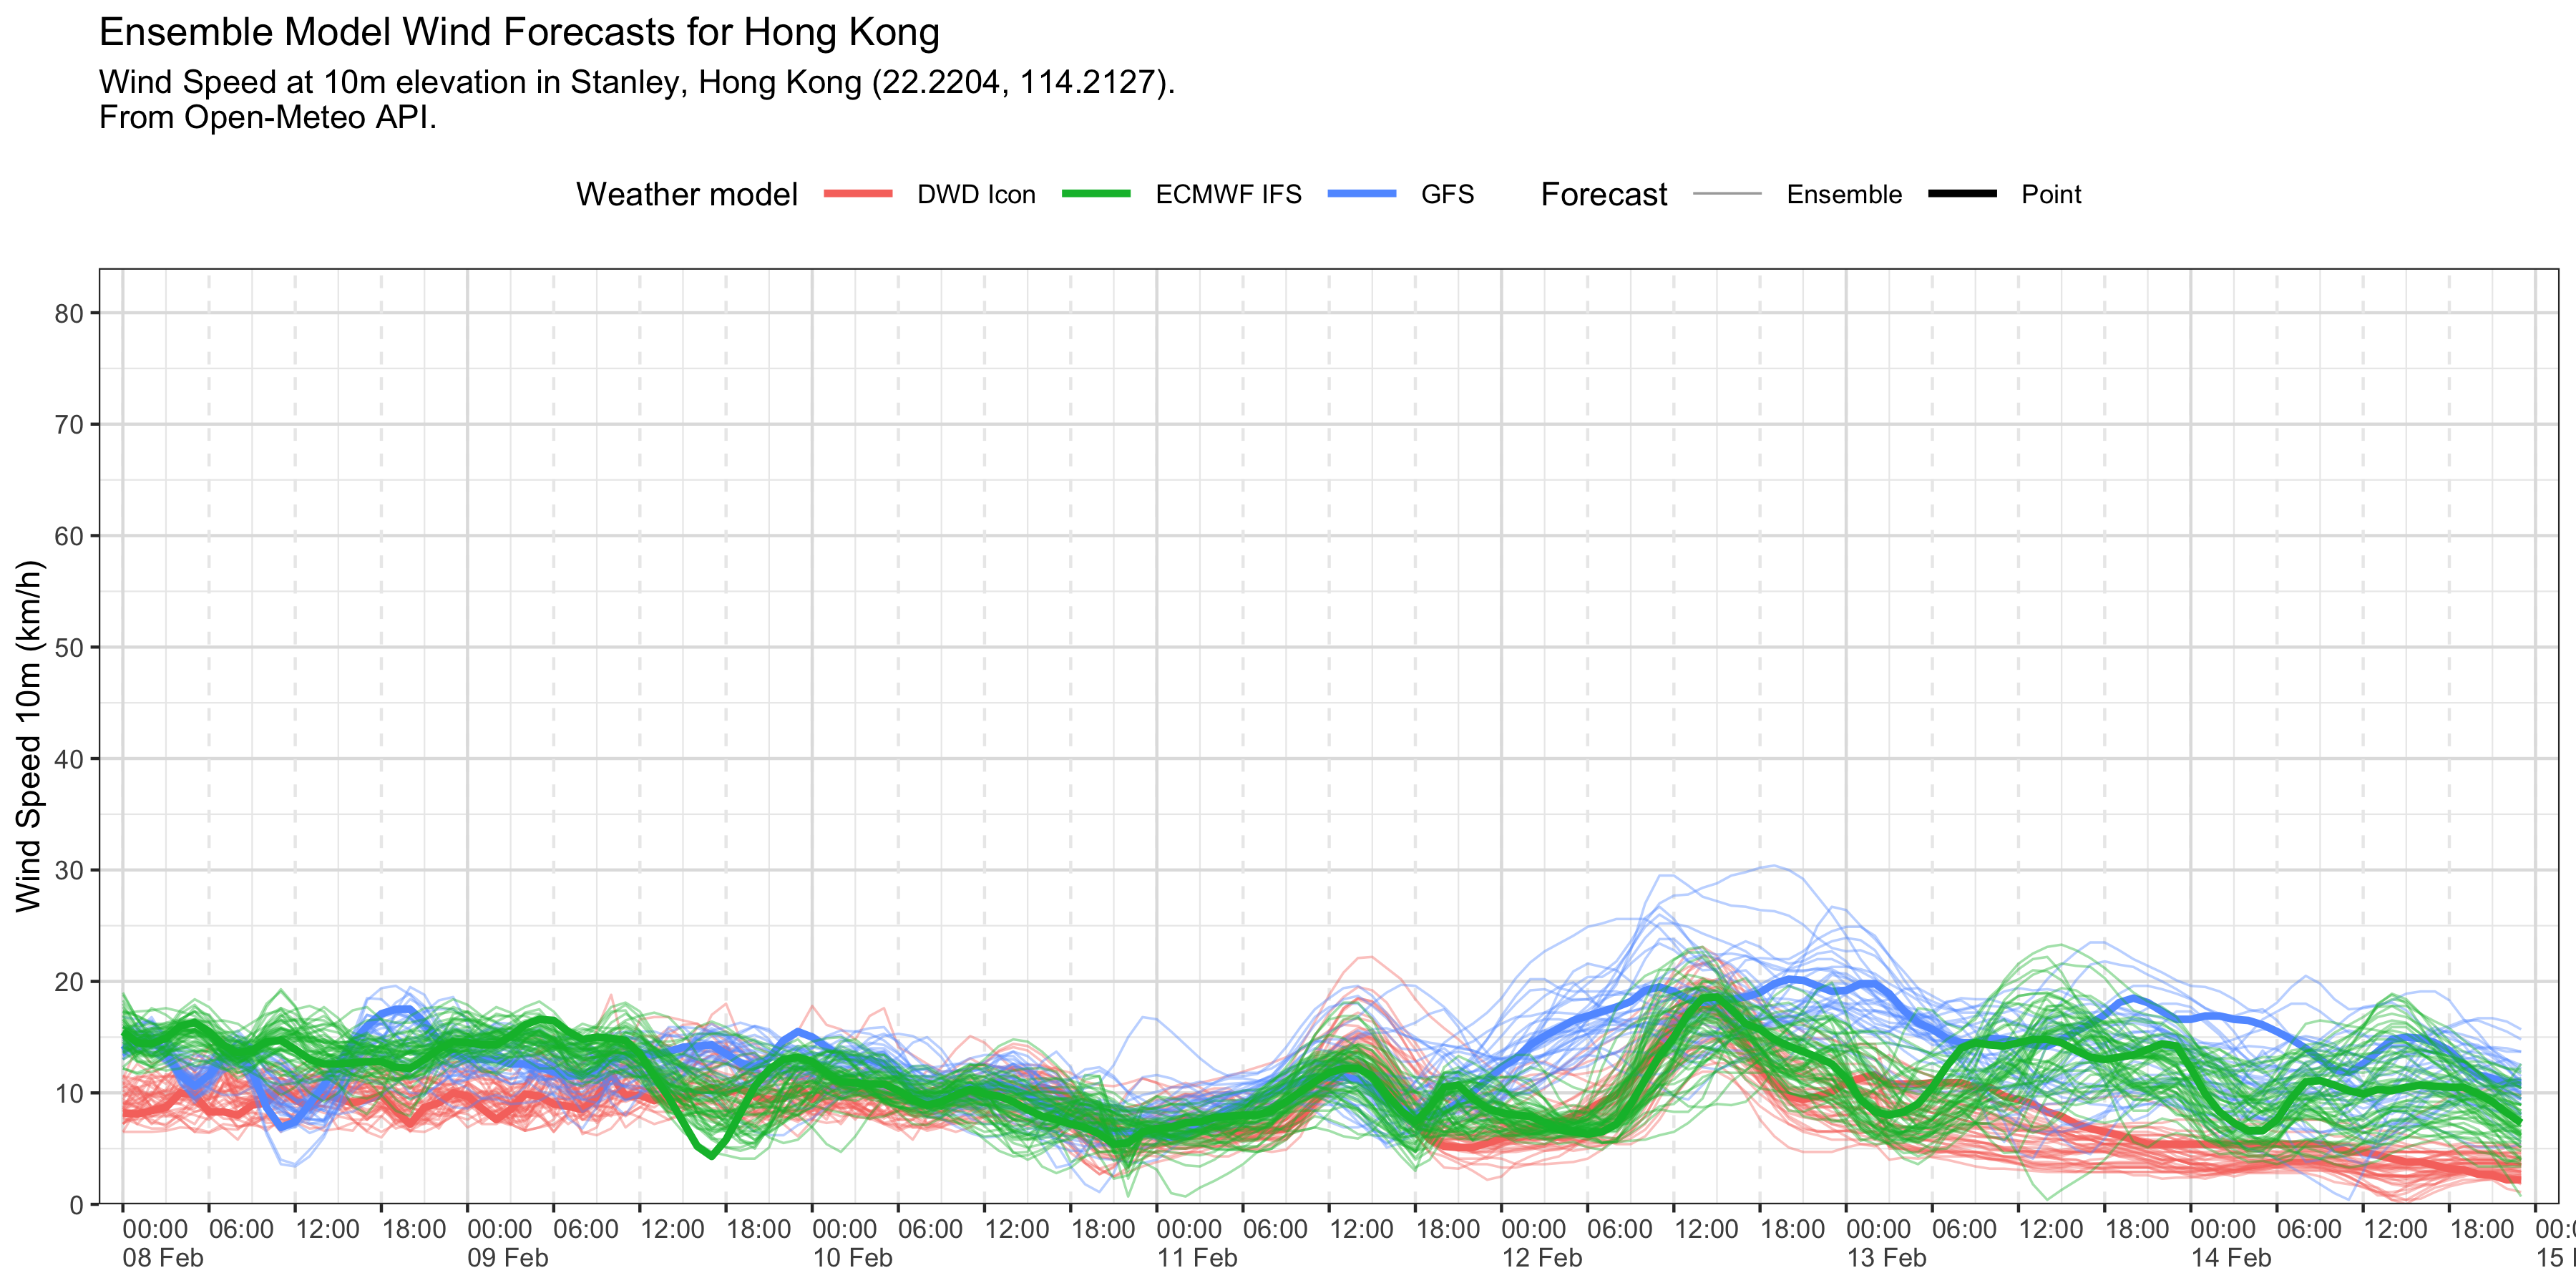 Ensemble Model Wind Forecasts for Hong Kong
Wind Speed at 10m elevation in Stanley, Hong Kong (22.2204, 114.2127).
From Open-Meteo API.
Weather model DWD Icon ECMWF IFS GFS Forecast Ensemble Point
Wind Speed 10m (km/h)
80
70
60
50
40
30
20
10
0
00:00 06:00 12:00 18:00 00:00 06:00 12:00 18:00 00:00 06:00 12:00 18:00 00:00 06:00 12:00 18:00 00:00 06:00 12:00 18:00 00:00 06:00 12:00 18:00 00:00 06:00 12:00 18:00 00:0
08 Feb 09 Feb 10 Feb 11 Feb 12 Feb 13 Feb 14 Feb 15